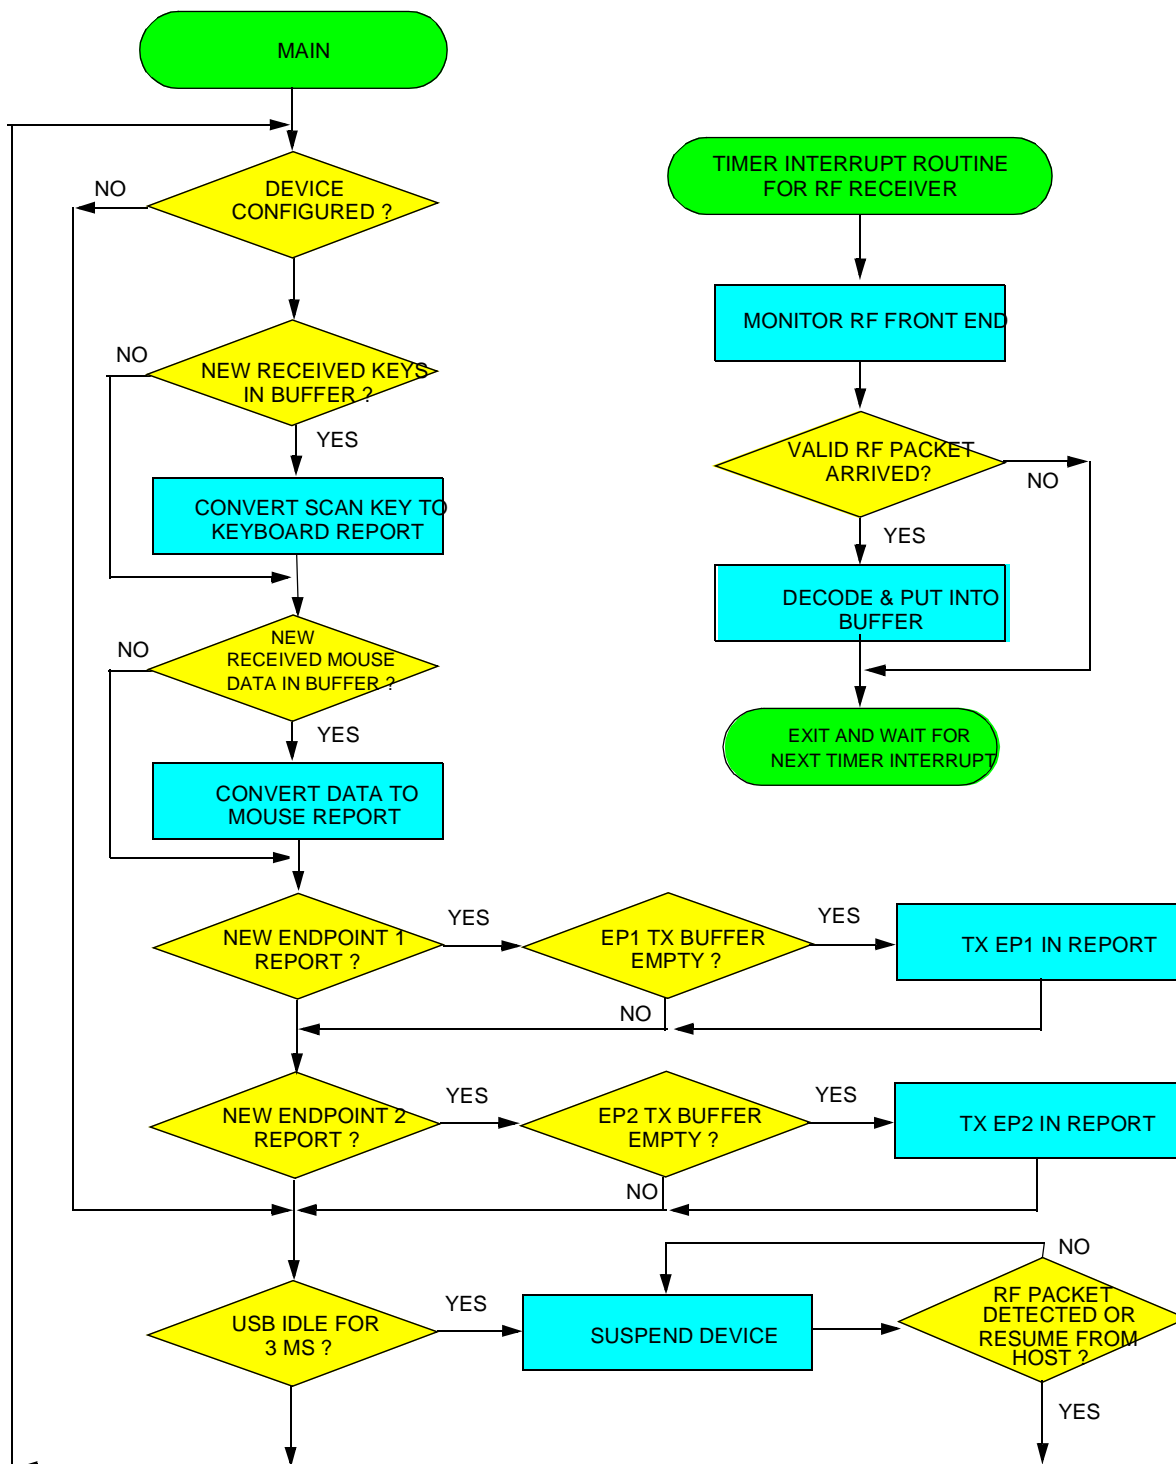 MAIN
NO
DEVICE
CONFIGURED ?
NO
NEW RECEIVED KEYS
IN BUFFER ?
YES
CONVERT SCAN KEY TO
KEYBOARD REPORT
NO
NEW
RECEIVED MOUSE
DATA IN BUFFER ?
YES
CONVERT DATA TO
MOUSE REPORT
NEW ENDPOINT 1
REPORT ?
YES
EP1 TX BUFFER
EMPTY ?
YES
TX EP1 IN REPORT
NO
NEW ENDPOINT 2
REPORT ?
YES
EP2 TX BUFFER
EMPTY ?
YES
TX EP2 IN REPORT
NO
USB IDLE FOR
3 MS ?
YES
SUSPEND DEVICE
NO
RF PACKET
DETECTED OR
RESUME FROM
HOST ?
YES
TIMER INTERRUPT ROUTINE
FOR RF RECEIVER
MONITOR RF FRONT END
VALID RF PACKET
ARRIVED?
NO
YES
DECODE & PUT INTO
BUFFER
EXIT AND WAIT FOR
NEXT TIMER INTERRUPT